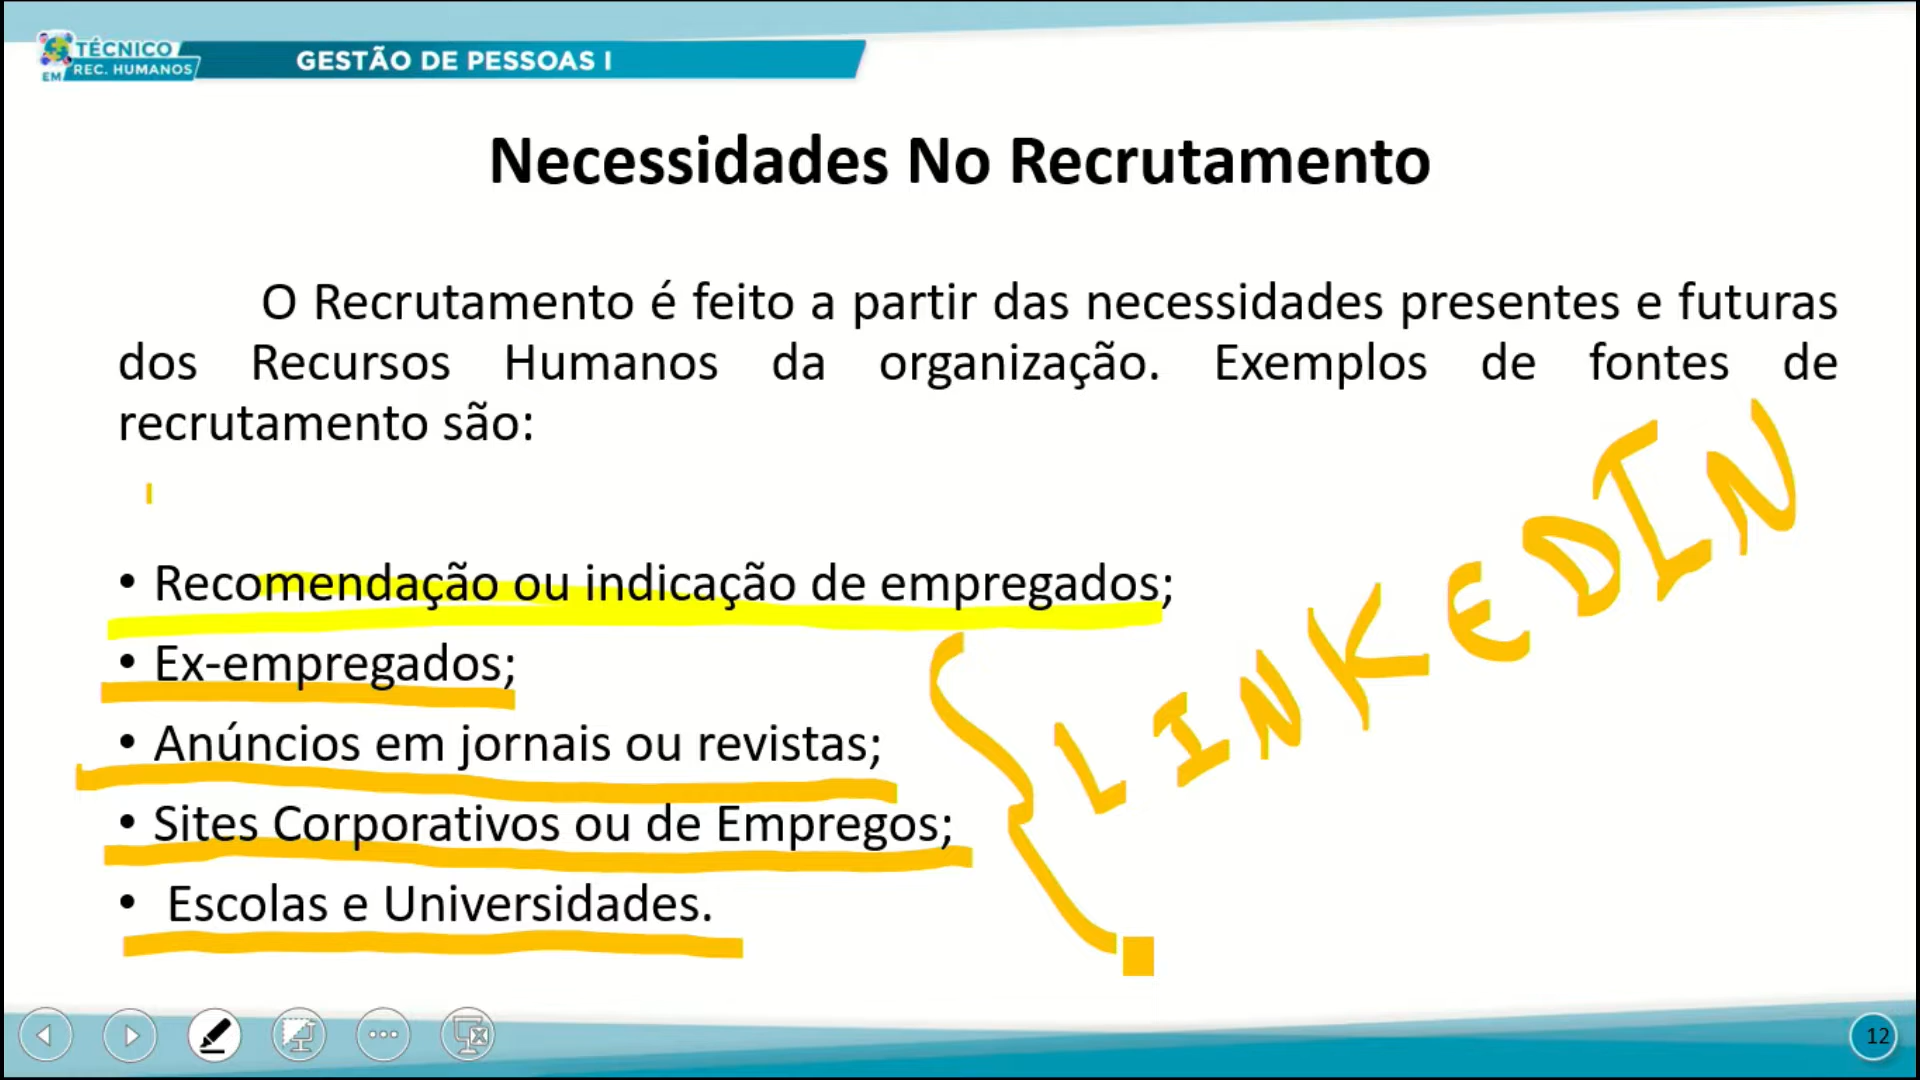 TÉCNICO
EM REC. HUMANOS
GESTÃO DE PESSOAS I
Necessidades No Recrutamento
O Recrutamento é feito a partir das necessidades presentes e futuras
dos Recursos Humanos da organização. Exemplos de fontes de
recrutamento são:
• Recomendação ou indicação de empregados;
• Ex-empregados;
• Anúncios em jornais ou revistas;
• Sites Corporativos ou de Empregos;
• Escolas e Universidades.
LINKEDIN
12